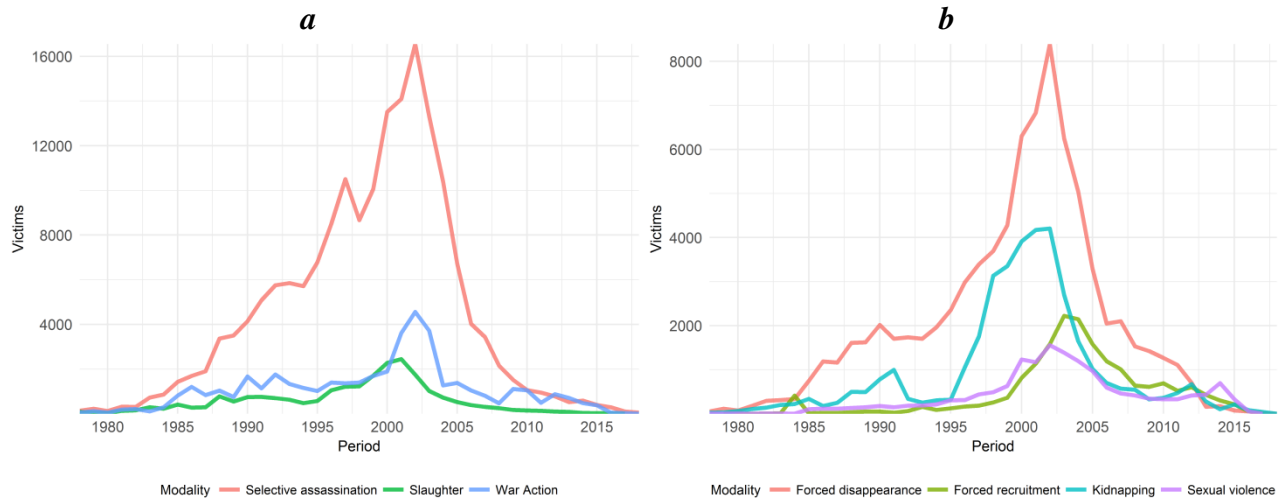 a
16000
12000
8000
4000
Victims
1980 1985 1990 1995 2000 2005 2010 2015
Period
Modality Selective assassination Slaughter War Action
b
8000
6000
4000
2000
Victims
1980 1985 1990 1995 2000 2005 2010 2015
Period
Modality Forced disappearance Forced recruitment Kidnapping Sexual violence